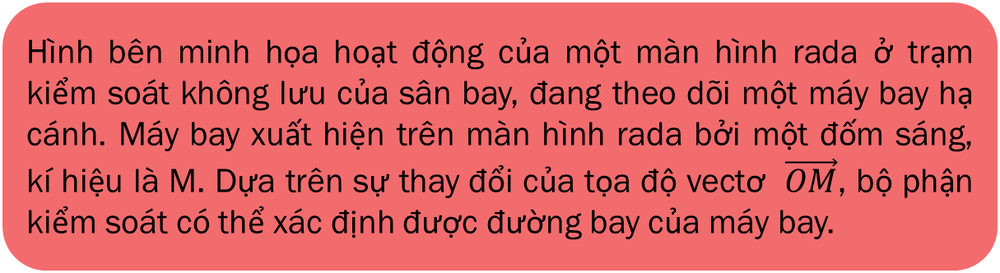 Hình bên minh họa hoạt động của một màn hình rada ở trạm
kiểm soát không lưu của sân bay, đang theo dõi một máy bay hạ
cánh. Máy bay xuất hiện trên màn hình rada bởi một đốm sáng,
kí hiệu là M. Dựa trên sự thay đổi của tọa độ vectơ $\overrightarrow{OM}$, bộ phận
kiểm soát có thể xác định được đường bay của máy bay.